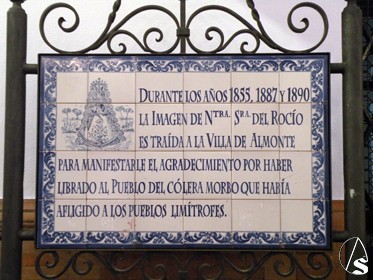 DURANTE LOS AÑOS 1855, 1887 Y 1890
LA IMAGEN DE NTRA. SRA. DEL ROCÍO
ES TRAÍDA A LA VILLA DE ALMONTE
PARA MANIFESTARLE EL AGRADECIMIENTO POR HABER
LIBRADO AL PUEBLO DEL CÓLERA MORBO QUE HABÍA
AFLIGIDO A LOS PUEBLOS LIMÍTROFES.